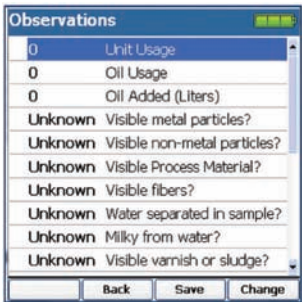 Observations
0 Unit Usage
0 Oil Usage
0 Oil Added (Liters)
Unknown Visible metal particles?
Unknown Visible non-metal particles?
Unknown Visible Process Material?
Unknown Visible fibers?
Unknown Water separated in sample?
Unknown Milky from water?
Unknown Visible varnish or sludge?
Back Save Change